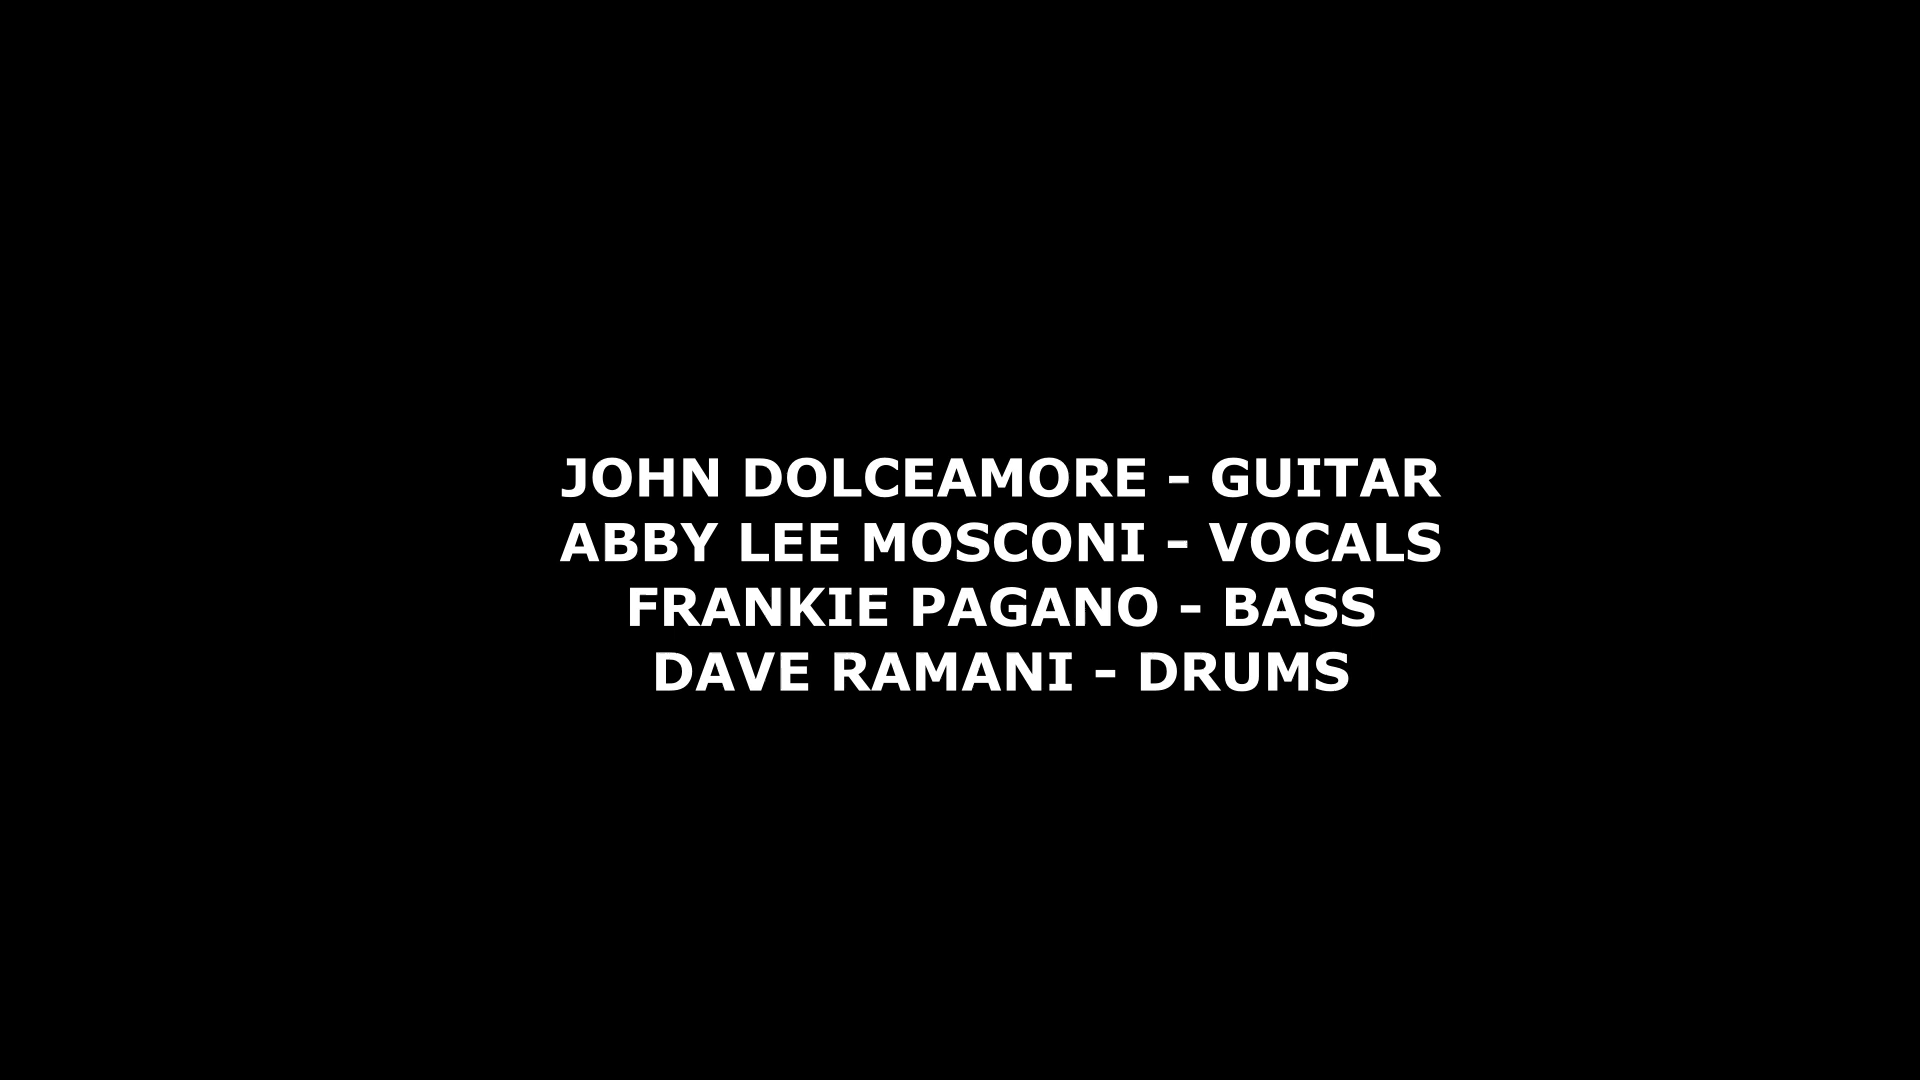 JOHN DOLCEAMORE – GUITAR
ABBY LEE MOSCONI – VOCALS
FRANKIE PAGANO – BASS
DAVE RAMANI – DRUMS